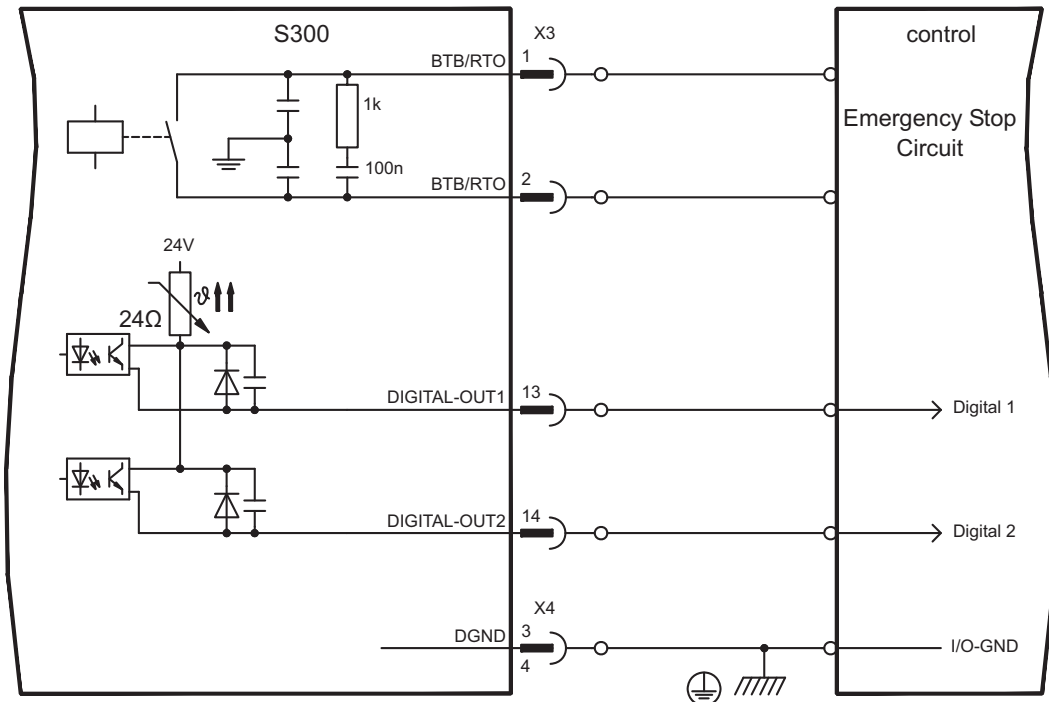 S300
X3
control
BTB/RTO
1
1k
Emergency Stop
Circuit
100n
BTB/RTO
2
24V
ϑ
24Ω
DIGITAL-OUT1
13
Digital 1
DIGITAL-OUT2
14
Digital 2
X4
DGND
3
4
I/O-GND